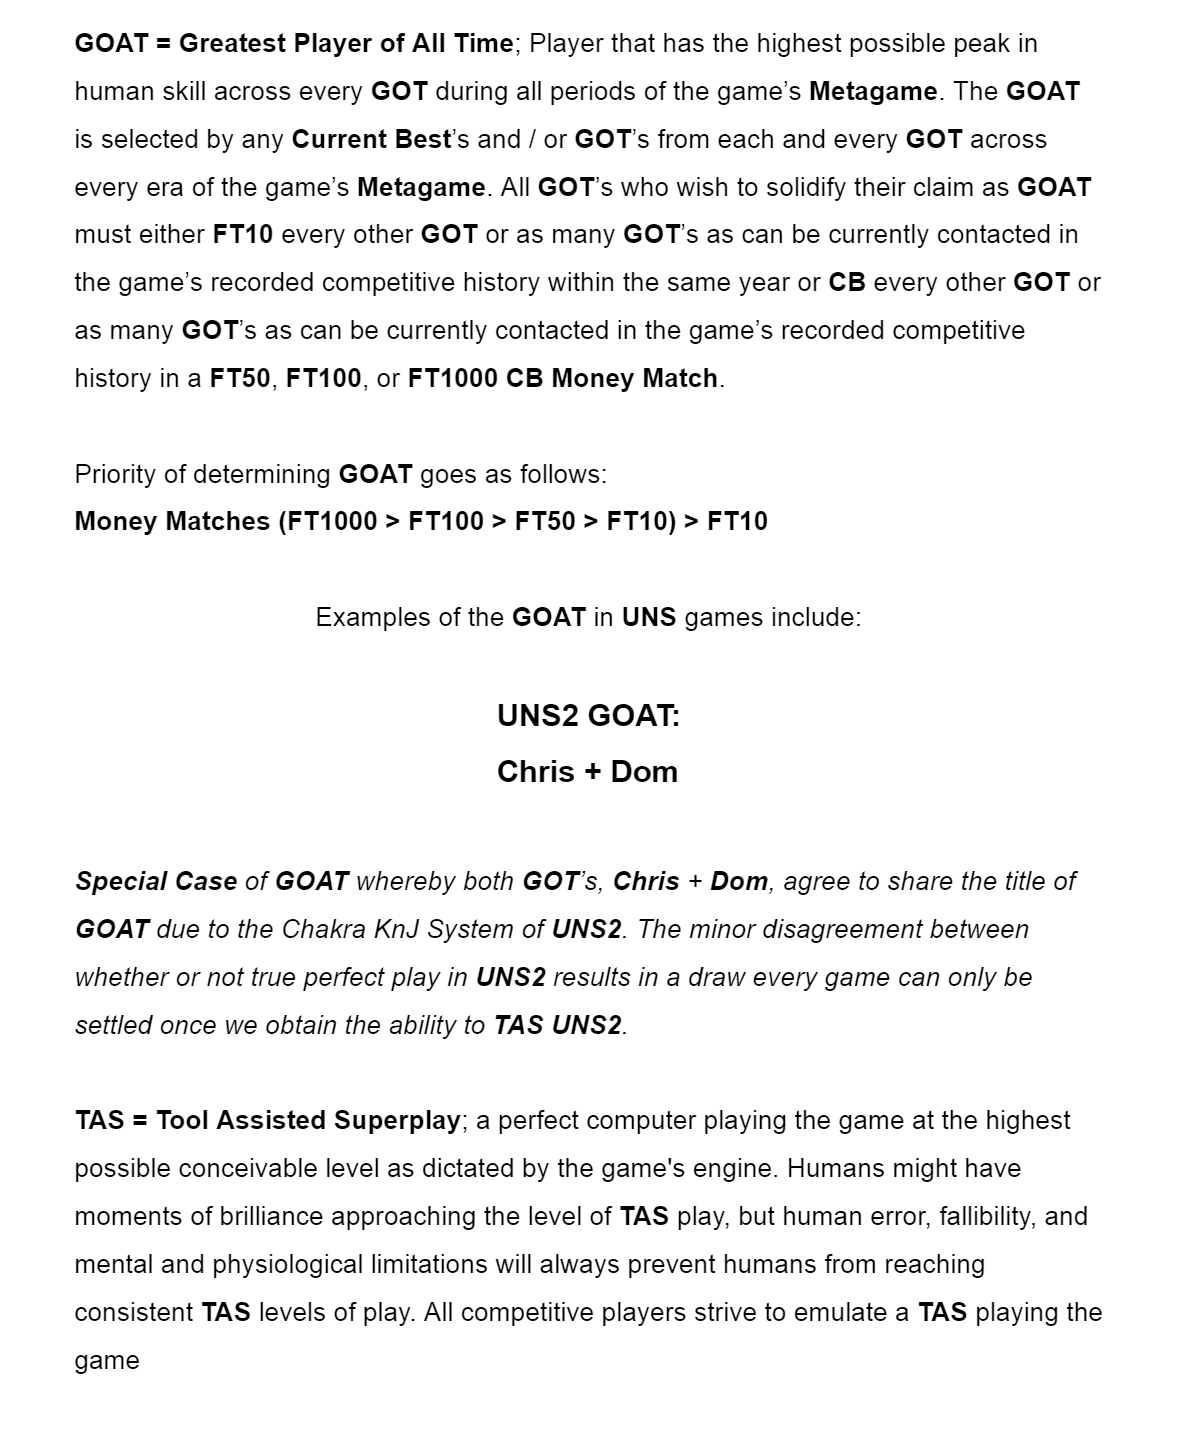 GOAT = Greatest Player of All Time; Player that has the highest possible peak in
human skill across every GOT during all periods of the game’s Metagame. The GOAT
is selected by any Current Best’s and / or GOT’s from each and every GOT across
every era of the game’s Metagame. All GOT’s who wish to solidify their claim as GOAT
must either FT10 every other GOT or as many GOT’s as can be currently contacted in
the game’s recorded competitive history within the same year or CB every other GOT or
as many GOT’s as can be currently contacted in the game’s recorded competitive
history in a FT50, FT100, or FT1000 CB Money Match.
Priority of determining GOAT goes as follows:
Money Matches (FT1000 > FT100 > FT50 > FT10) > FT10
Examples of the GOAT in UNS games include:
UNS2 GOAT:
Chris + Dom
Special Case of GOAT whereby both GOT’s, Chris + Dom, agree to share the title of
GOAT due to the Chakra KnJ System of UNS2. The minor disagreement between
whether or not true perfect play in UNS2 results in a draw every game can only be
settled once we obtain the ability to TAS UNS2.
TAS = Tool Assisted Superplay; a perfect computer playing the game at the highest
possible conceivable level as dictated by the game's engine. Humans might have
moments of brilliance approaching the level of TAS play, but human error, fallibility, and
mental and physiological limitations will always prevent humans from reaching
consistent TAS levels of play. All competitive players strive to emulate a TAS playing the
game